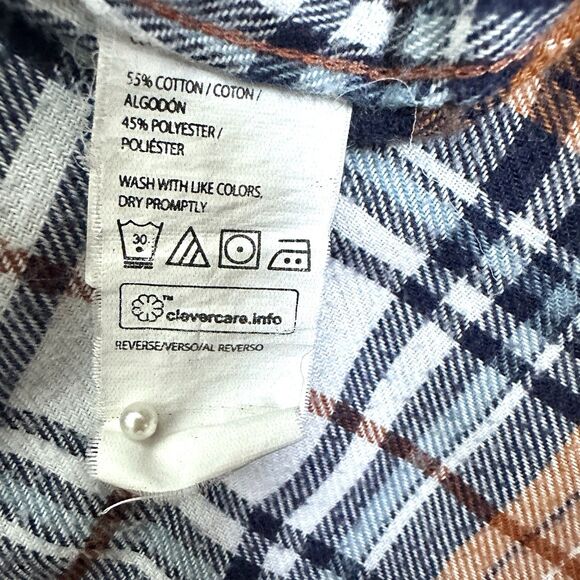 55% COTTON / COTON /
ALGODÓN
45% POLYESTER /
POLIÉSTER
WASH WITH LIKE COLORS,
DRY PROMPTLY
30
™
clevercare.info
REVERSE/VERSO/AL REVERSO